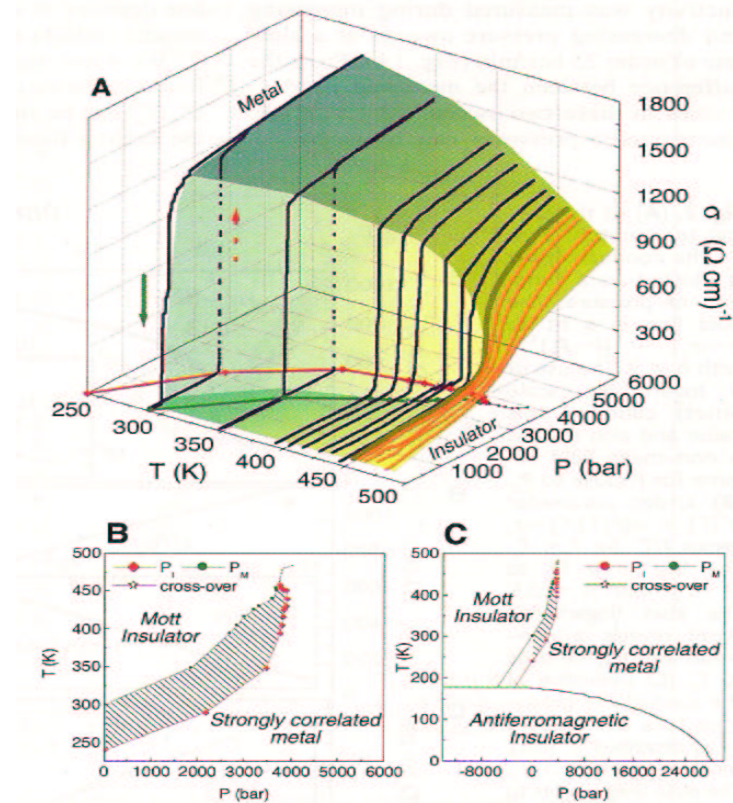 A
Metal
1800
1500
1200
900
600
300
σ (Ω cm)⁻¹
6000
5000
4000
3000
2000
1000
P (bar)
Insulator
250
300
350
400
450
500
T (K)
B
500
450
400
350
300
250
T (K)
P_I P_M
cross-over
Mott
Insulator
Strongly correlated
metal
0 1000 2000 3000 4000 5000 6000
P (bar)
C
500
400
300
200
100
0
T (K)
P_I P_M
cross-over
Mott
Insulator
Strongly correlated
metal
Antiferromagnetic
Insulator
-8000 0 8000 16000 24000
P (bar)